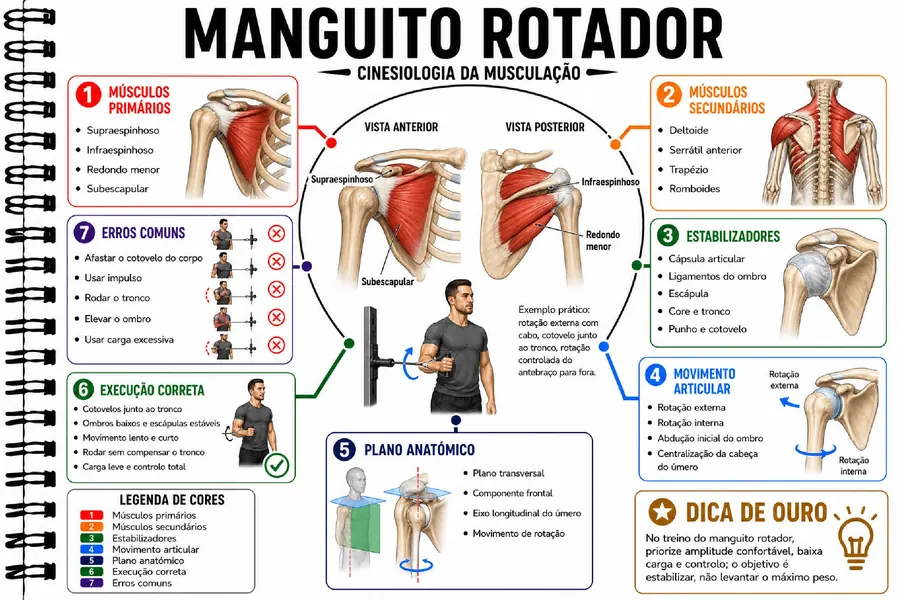 MANGUITO ROTADOR
CINESIOLOGIA DA MUSCULAÇÃO
1 MÚSCULOS
PRIMÁRIOS
• Supraespinhoso
• Infraespinhoso
• Redondo menor
• Subescapular
VISTA ANTERIOR
Supraespinhoso
Subescapular
VISTA POSTERIOR
Infraespinhoso
Redondo
menor
2 MÚSCULOS
SECUNDÁRIOS
• Deltoide
• Serrátil anterior
• Trapézio
• Romboides
3 ESTABILIZADORES
• Cápsula articular
• Ligamentos do ombro
• Escápula
• Core e tronco
• Punho e cotovelo
Exemplo prático:
rotação externa com
cabo, cotovelo junto
ao tronco, rotação
controlada do
antebraço para fora.
4 MOVIMENTO
ARTICULAR
• Rotação externa
• Rotação interna
• Abdução inicial do ombro
• Centralização da cabeça
do úmero
Rotação
externa
Rotação
interna
5 PLANO ANATÓMICO
• Plano transversal
• Componente frontal
• Eixo longitudinal do úmero
• Movimento de rotação
7 ERROS COMUNS
• Afastar o cotovelo do corpo
• Usar impulso
• Rodar o tronco
• Elevar o ombro
• Usar carga excessiva
6 EXECUÇÃO CORRETA
• Cotovelos junto ao tronco
• Ombros baixos e escápulas estáveis
• Movimento lento e curto
• Rodar sem compensar o tronco
• Carga leve e controlo total
LEGENDA DE CORES
1 Músculos primários
2 Músculos secundários
3 Estabilizadores
4 Movimento articular
5 Plano anatómico
6 Execução correta
7 Erros comuns
DICA DE OURO
No treino do manguito rotador,
priorize amplitude confortável, baixa
carga e controlo; o objetivo é
estabilizar, não levantar o máximo peso.